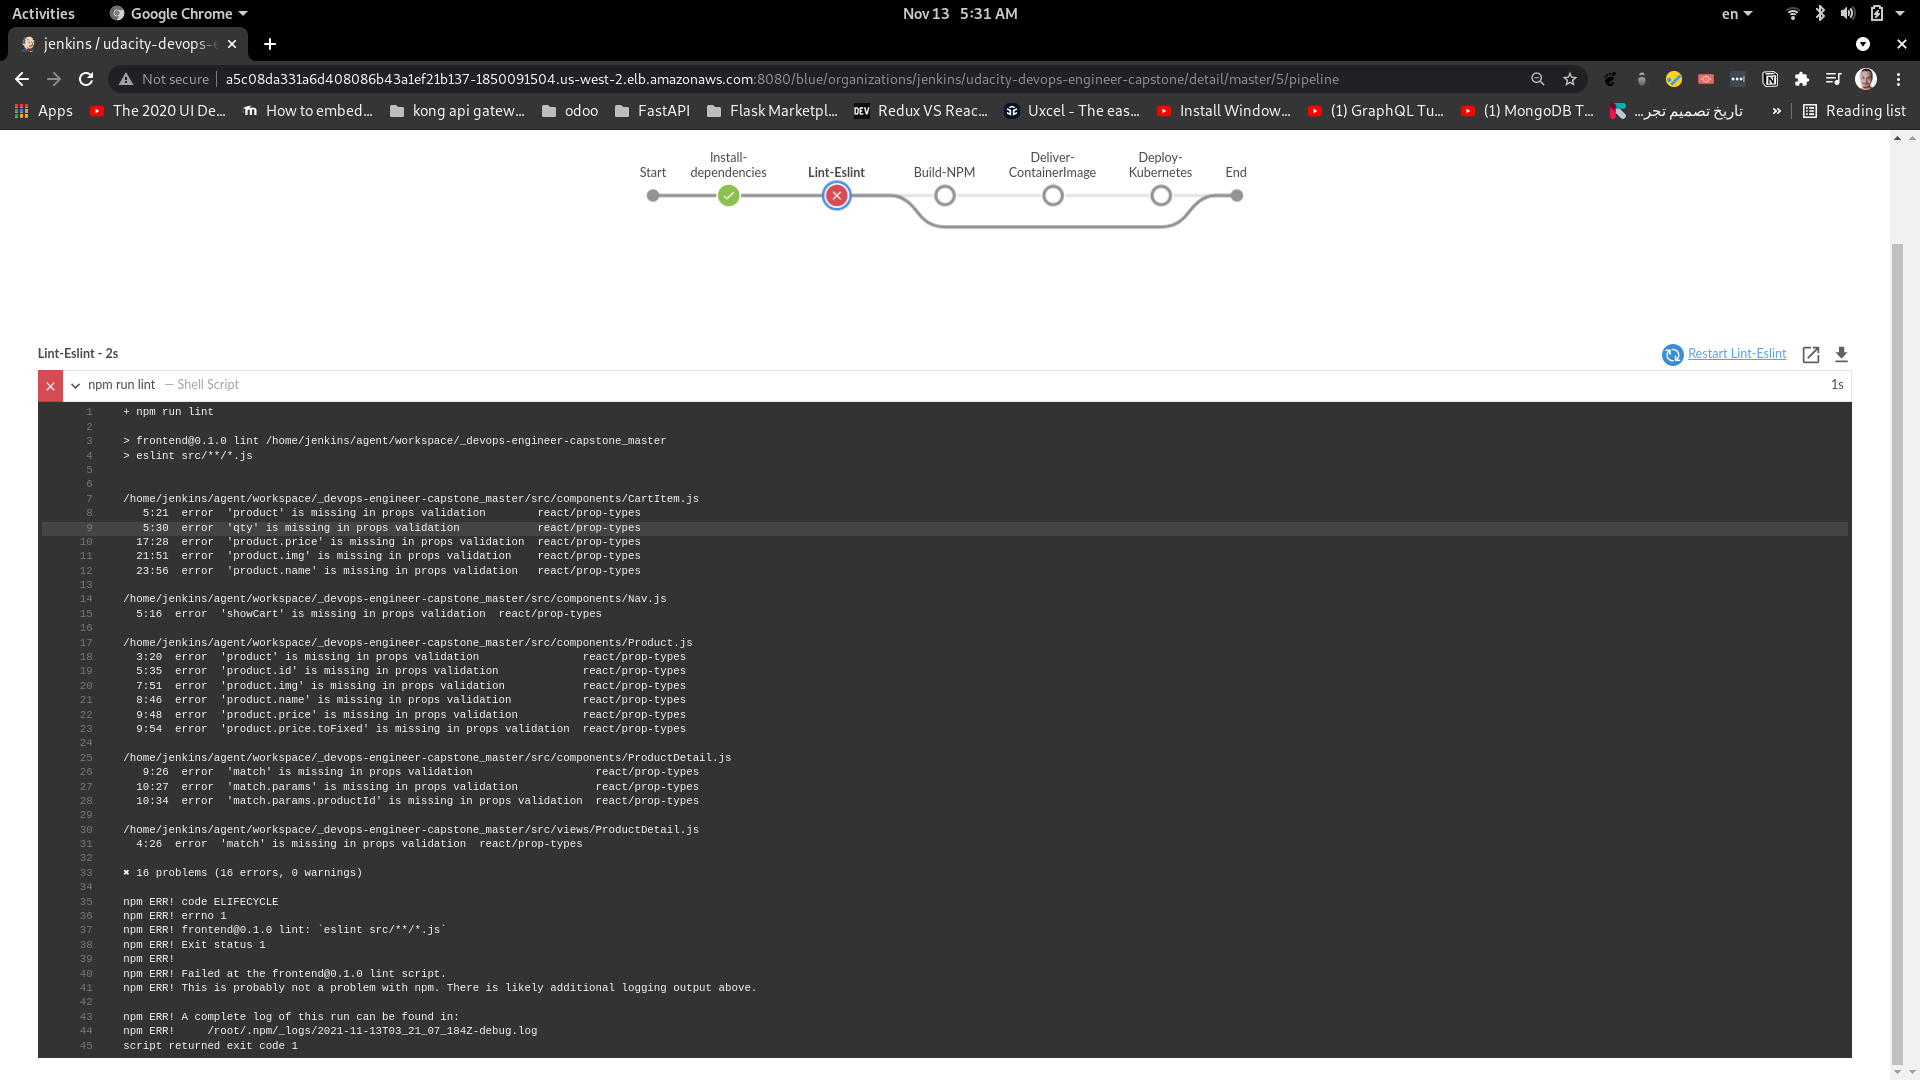 Activities Google Chrome Nov 13 5:31 AM en
jenkins / udacity-devops-e
Not secure a5c08da331a6d408086b43a1ef21b137-1850091504.us-west-2.elb.amazonaws.com:8080/blue/organizations/jenkins/udacity-devops-engineer-capstone/detail/master/5/pipeline
Apps The 2020 UI De... How to embed... kong api gatew... odoo FastAPI Flask Marketpl... DEV Redux VS Reac... Uxcel - The eas... Install Window... (1) GraphQL Tu... (1) MongoDB T... تاريخ تصميم تجر... » Reading list
Start Install-dependencies Lint-Eslint Build-NPM Deliver-ContainerImage Deploy-Kubernetes End
Lint-Eslint - 2s Restart Lint-Eslint
npm run lint — Shell Script 1s
1 + npm run lint
2
3 > frontend@0.1.0 lint /home/jenkins/agent/workspace/_devops-engineer-capstone_master
4 > eslint src/**/*.js
5
6
7 /home/jenkins/agent/workspace/_devops-engineer-capstone_master/src/components/CartItem.js
8 5:21 error 'product' is missing in props validation react/prop-types
9 5:30 error 'qty' is missing in props validation react/prop-types
10 17:28 error 'product.price' is missing in props validation react/prop-types
11 21:51 error 'product.img' is missing in props validation react/prop-types
12 23:56 error 'product.name' is missing in props validation react/prop-types
13
14 /home/jenkins/agent/workspace/_devops-engineer-capstone_master/src/components/Nav.js
15 5:16 error 'showCart' is missing in props validation react/prop-types
16
17 /home/jenkins/agent/workspace/_devops-engineer-capstone_master/src/components/Product.js
18 3:20 error 'product' is missing in props validation react/prop-types
19 5:35 error 'product.id' is missing in props validation react/prop-types
20 7:51 error 'product.img' is missing in props validation react/prop-types
21 8:46 error 'product.name' is missing in props validation react/prop-types
22 9:48 error 'product.price' is missing in props validation react/prop-types
23 9:54 error 'product.price.toFixed' is missing in props validation react/prop-types
24
25 /home/jenkins/agent/workspace/_devops-engineer-capstone_master/src/components/ProductDetail.js
26 9:26 error 'match' is missing in props validation react/prop-types
27 10:27 error 'match.params' is missing in props validation react/prop-types
28 10:34 error 'match.params.productId' is missing in props validation react/prop-types
29
30 /home/jenkins/agent/workspace/_devops-engineer-capstone_master/src/views/ProductDetail.js
31 4:26 error 'match' is missing in props validation react/prop-types
32
33 ✖ 16 problems (16 errors, 0 warnings)
34
35 npm ERR! code ELIFECYCLE
36 npm ERR! errno 1
37 npm ERR! frontend@0.1.0 lint: `eslint src/**/*.js`
38 npm ERR! Exit status 1
39 npm ERR!
40 npm ERR! Failed at the frontend@0.1.0 lint script.
41 npm ERR! This is probably not a problem with npm. There is likely additional logging output above.
42
43 npm ERR! A complete log of this run can be found in:
44 npm ERR! /root/.npm/_logs/2021-11-13T03_21_07_184Z-debug.log
45 script returned exit code 1